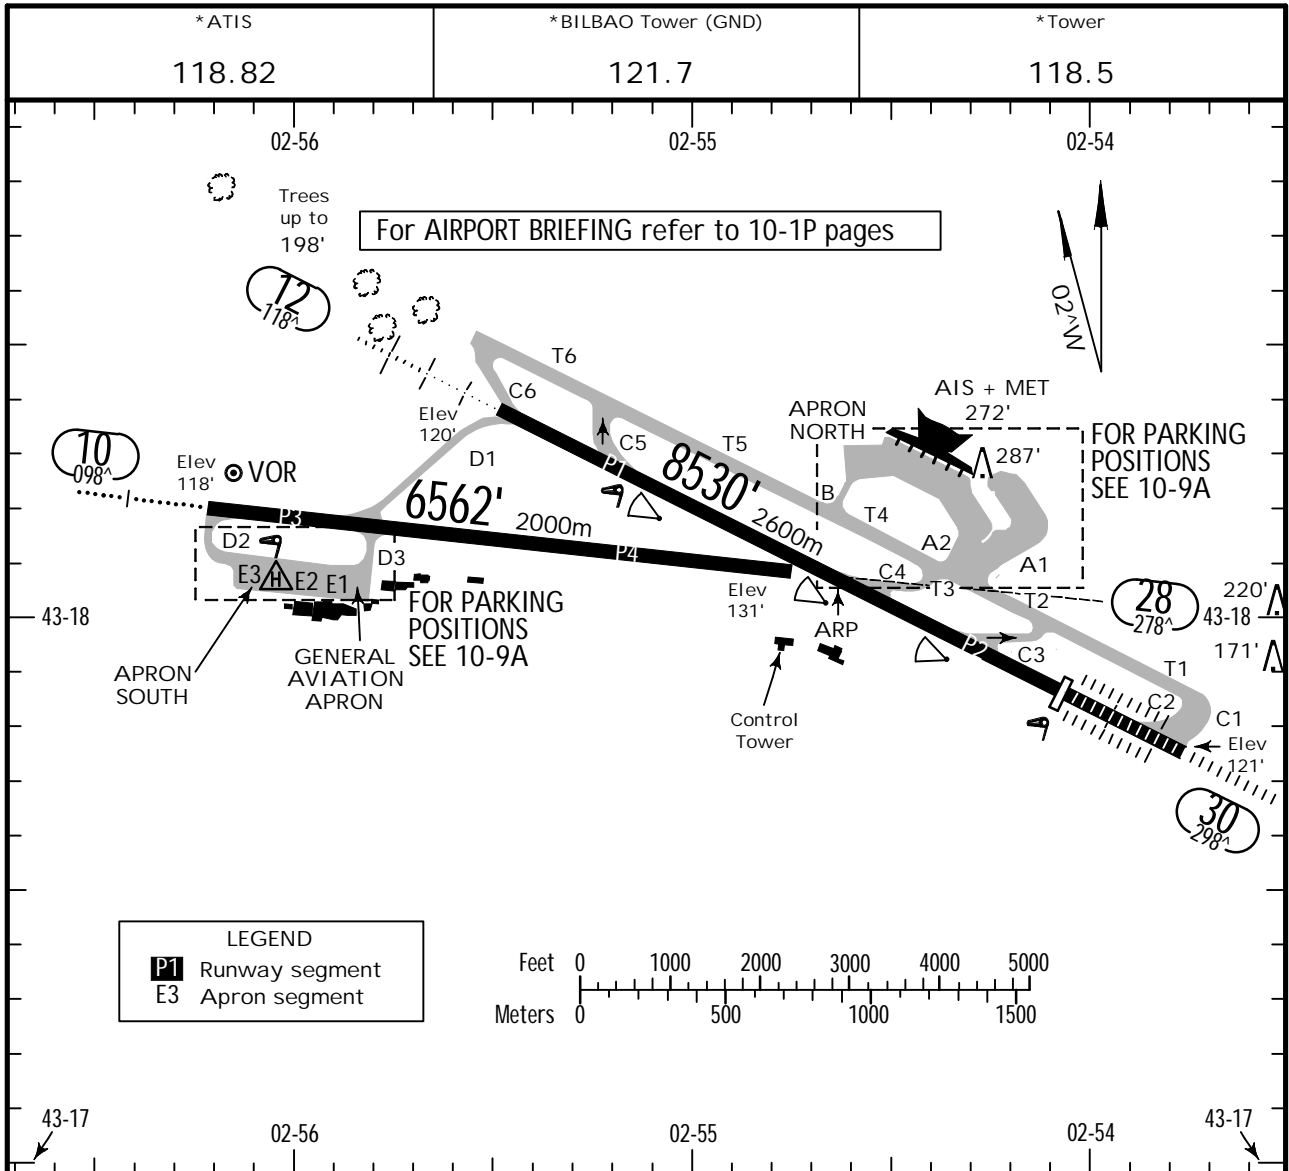 *ATIS
118.82
*BILBAO Tower (GND)
121.7
*Tower
118.5
02-56
02-55
02-54
Trees
up to
198'
For AIRPORT BRIEFING refer to 10-1P pages
02^W
12
118^
T6
C6
Elev
120'
C5
T5
P1
8530'
2600m
APRON
NORTH
AIS + MET
272'
287'
FOR PARKING
POSITIONS
SEE 10-9A
10
098^
Elev
118'
VOR
D1
6562'
2000m
P3
P4
B
T4
A2
A1
C4
T3
T2
D2
D3
E3
H
E2
E1
Elev
131'
ARP
28
278^
220'
43-18
43-18
171'
FOR PARKING
POSITIONS
SEE 10-9A
APRON
SOUTH
GENERAL
AVIATION
APRON
P2
C3
T1
C2
C1
Control
Tower
Elev
121'
30
298^
LEGEND
P1 Runway segment
E3 Apron segment
Feet 0 1000 2000 3000 4000 5000
Meters 0 500 1000 1500
43-17
02-56
02-55
02-54
43-17